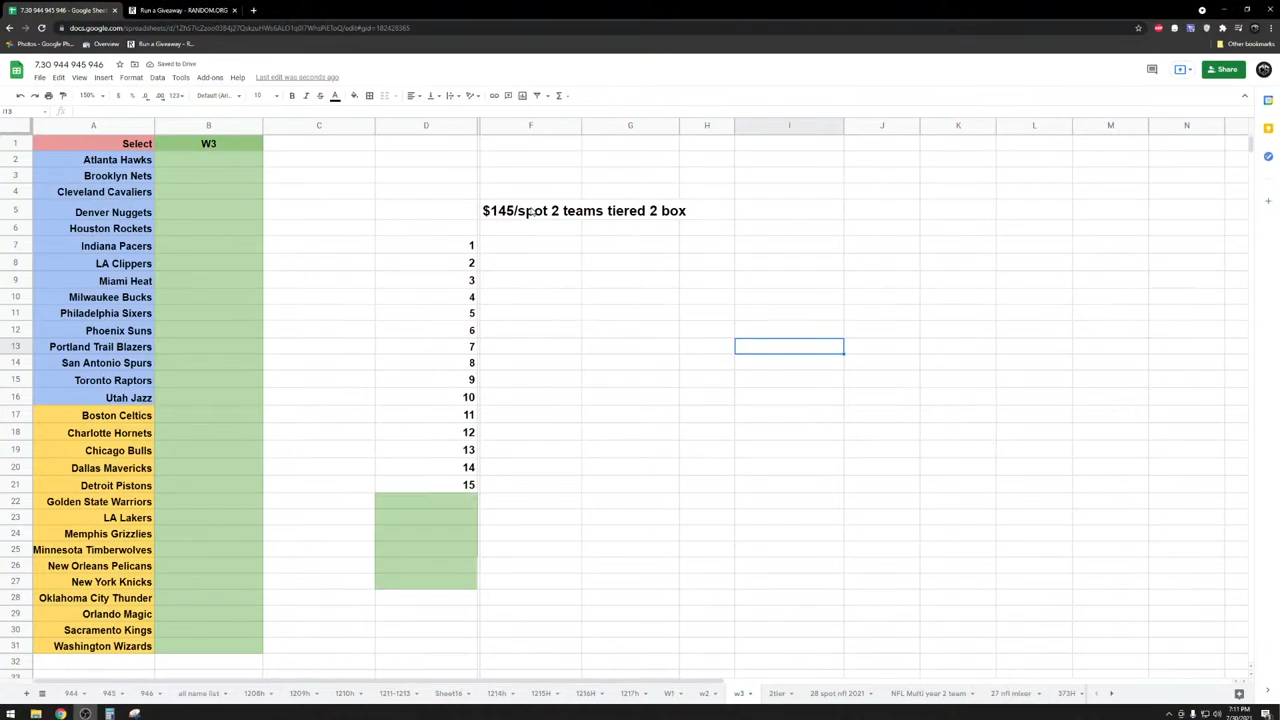 7.30 944 945 946 - Google Sheet
Run a Giveaway - RANDOM.ORG
Photos - Google Ph...
Overview
Run a Giveaway - R...
Other bookmarks
7.30 944 945 946
Saved to Drive
File Edit View Insert Format Data Tools Add-ons Help Last edit was seconds ago
Share
150% $ % .0 .00 123 Default (Ari... 10 B I S A
I13 fx
A B C D F G H I J K L M N
1 Select W3
2 Atlanta Hawks
3 Brooklyn Nets
4 Cleveland Cavaliers
5 Denver Nuggets $145/spot 2 teams tiered 2 box
6 Houston Rockets
7 Indiana Pacers 1
8 LA Clippers 2
9 Miami Heat 3
10 Milwaukee Bucks 4
11 Philadelphia Sixers 5
12 Phoenix Suns 6
13 Portland Trail Blazers 7
14 San Antonio Spurs 8
15 Toronto Raptors 9
16 Utah Jazz 10
17 Boston Celtics 11
18 Charlotte Hornets 12
19 Chicago Bulls 13
20 Dallas Mavericks 14
21 Detroit Pistons 15
22 Golden State Warriors
23 LA Lakers
24 Memphis Grizzlies
25 Minnesota Timberwolves
26 New Orleans Pelicans
27 New York Knicks
28 Oklahoma City Thunder
29 Orlando Magic
30 Sacramento Kings
31 Washington Wizards
32
33
944 945 946 all name list 1208h 1209h 1210h 1211-1213 Sheet16 1214h 1215H 1216H 1217h W1 w2 w3 2tier 28 spot nfl 2021 NFL Multi year 2 team 27 nfl mixer 373H
7:11 PM
7/30/2021